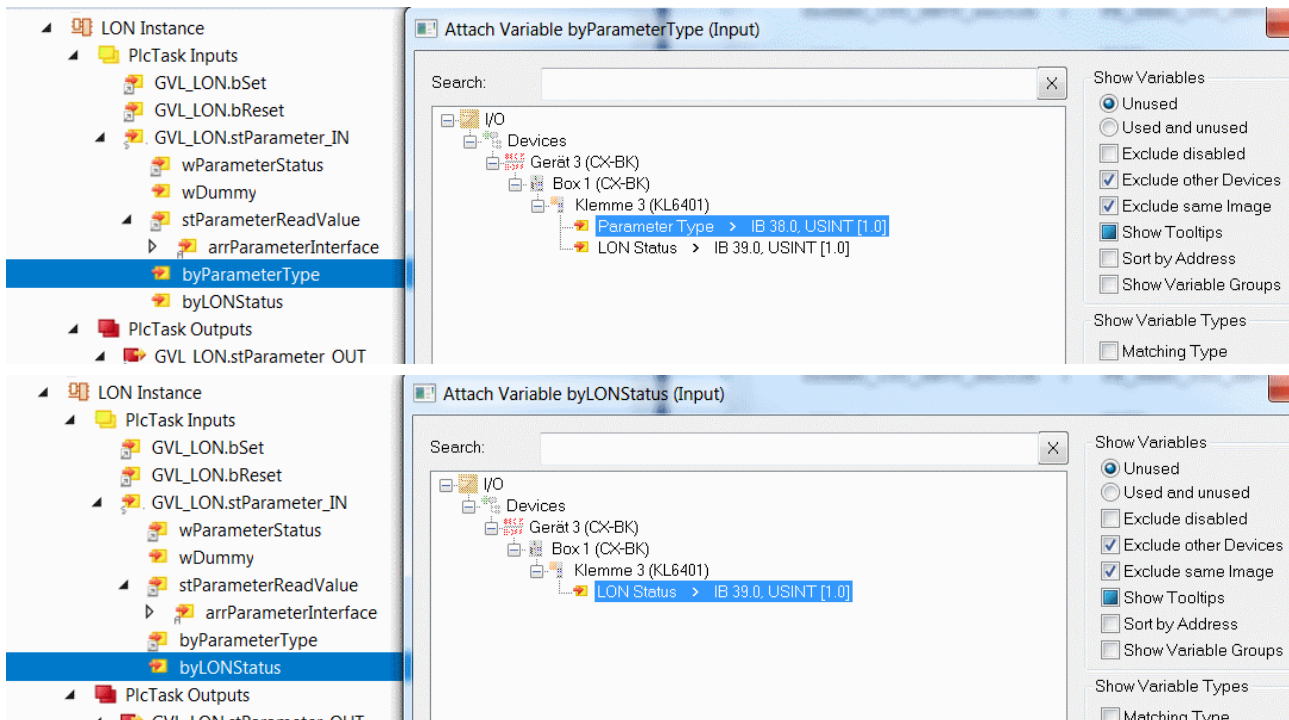 LON Instance
PlcTask Inputs
GVL_LON.bSet
GVL_LON.bReset
GVL_LON.stParameter_IN
wParameterStatus
wDummy
stParameterReadValue
arrParameterInterface
byParameterType
byLONStatus
PlcTask Outputs
GVL_LON.stParameter_OUT
Attach Variable byParameterType (Input)
Search:
I/O
Devices
Gerät 3 (CX-BK)
Box 1 (CX-BK)
Klemme 3 (KL6401)
Parameter Type > IB 38.0, USINT [1.0]
LON Status > IB 39.0, USINT [1.0]
Show Variables
Unused
Used and unused
Exclude disabled
Exclude other Devices
Exclude same Image
Show Tooltips
Sort by Address
Show Variable Groups
Show Variable Types
Matching Type
LON Instance
PlcTask Inputs
GVL_LON.bSet
GVL_LON.bReset
GVL_LON.stParameter_IN
wParameterStatus
wDummy
stParameterReadValue
arrParameterInterface
byParameterType
byLONStatus
PlcTask Outputs
GVL_LON.stParameter_OUT
Attach Variable byLONStatus (Input)
Search:
I/O
Devices
Gerät 3 (CX-BK)
Box 1 (CX-BK)
Klemme 3 (KL6401)
LON Status > IB 39.0, USINT [1.0]
Show Variables
Unused
Used and unused
Exclude disabled
Exclude other Devices
Exclude same Image
Show Tooltips
Sort by Address
Show Variable Groups
Show Variable Types
Matching Type